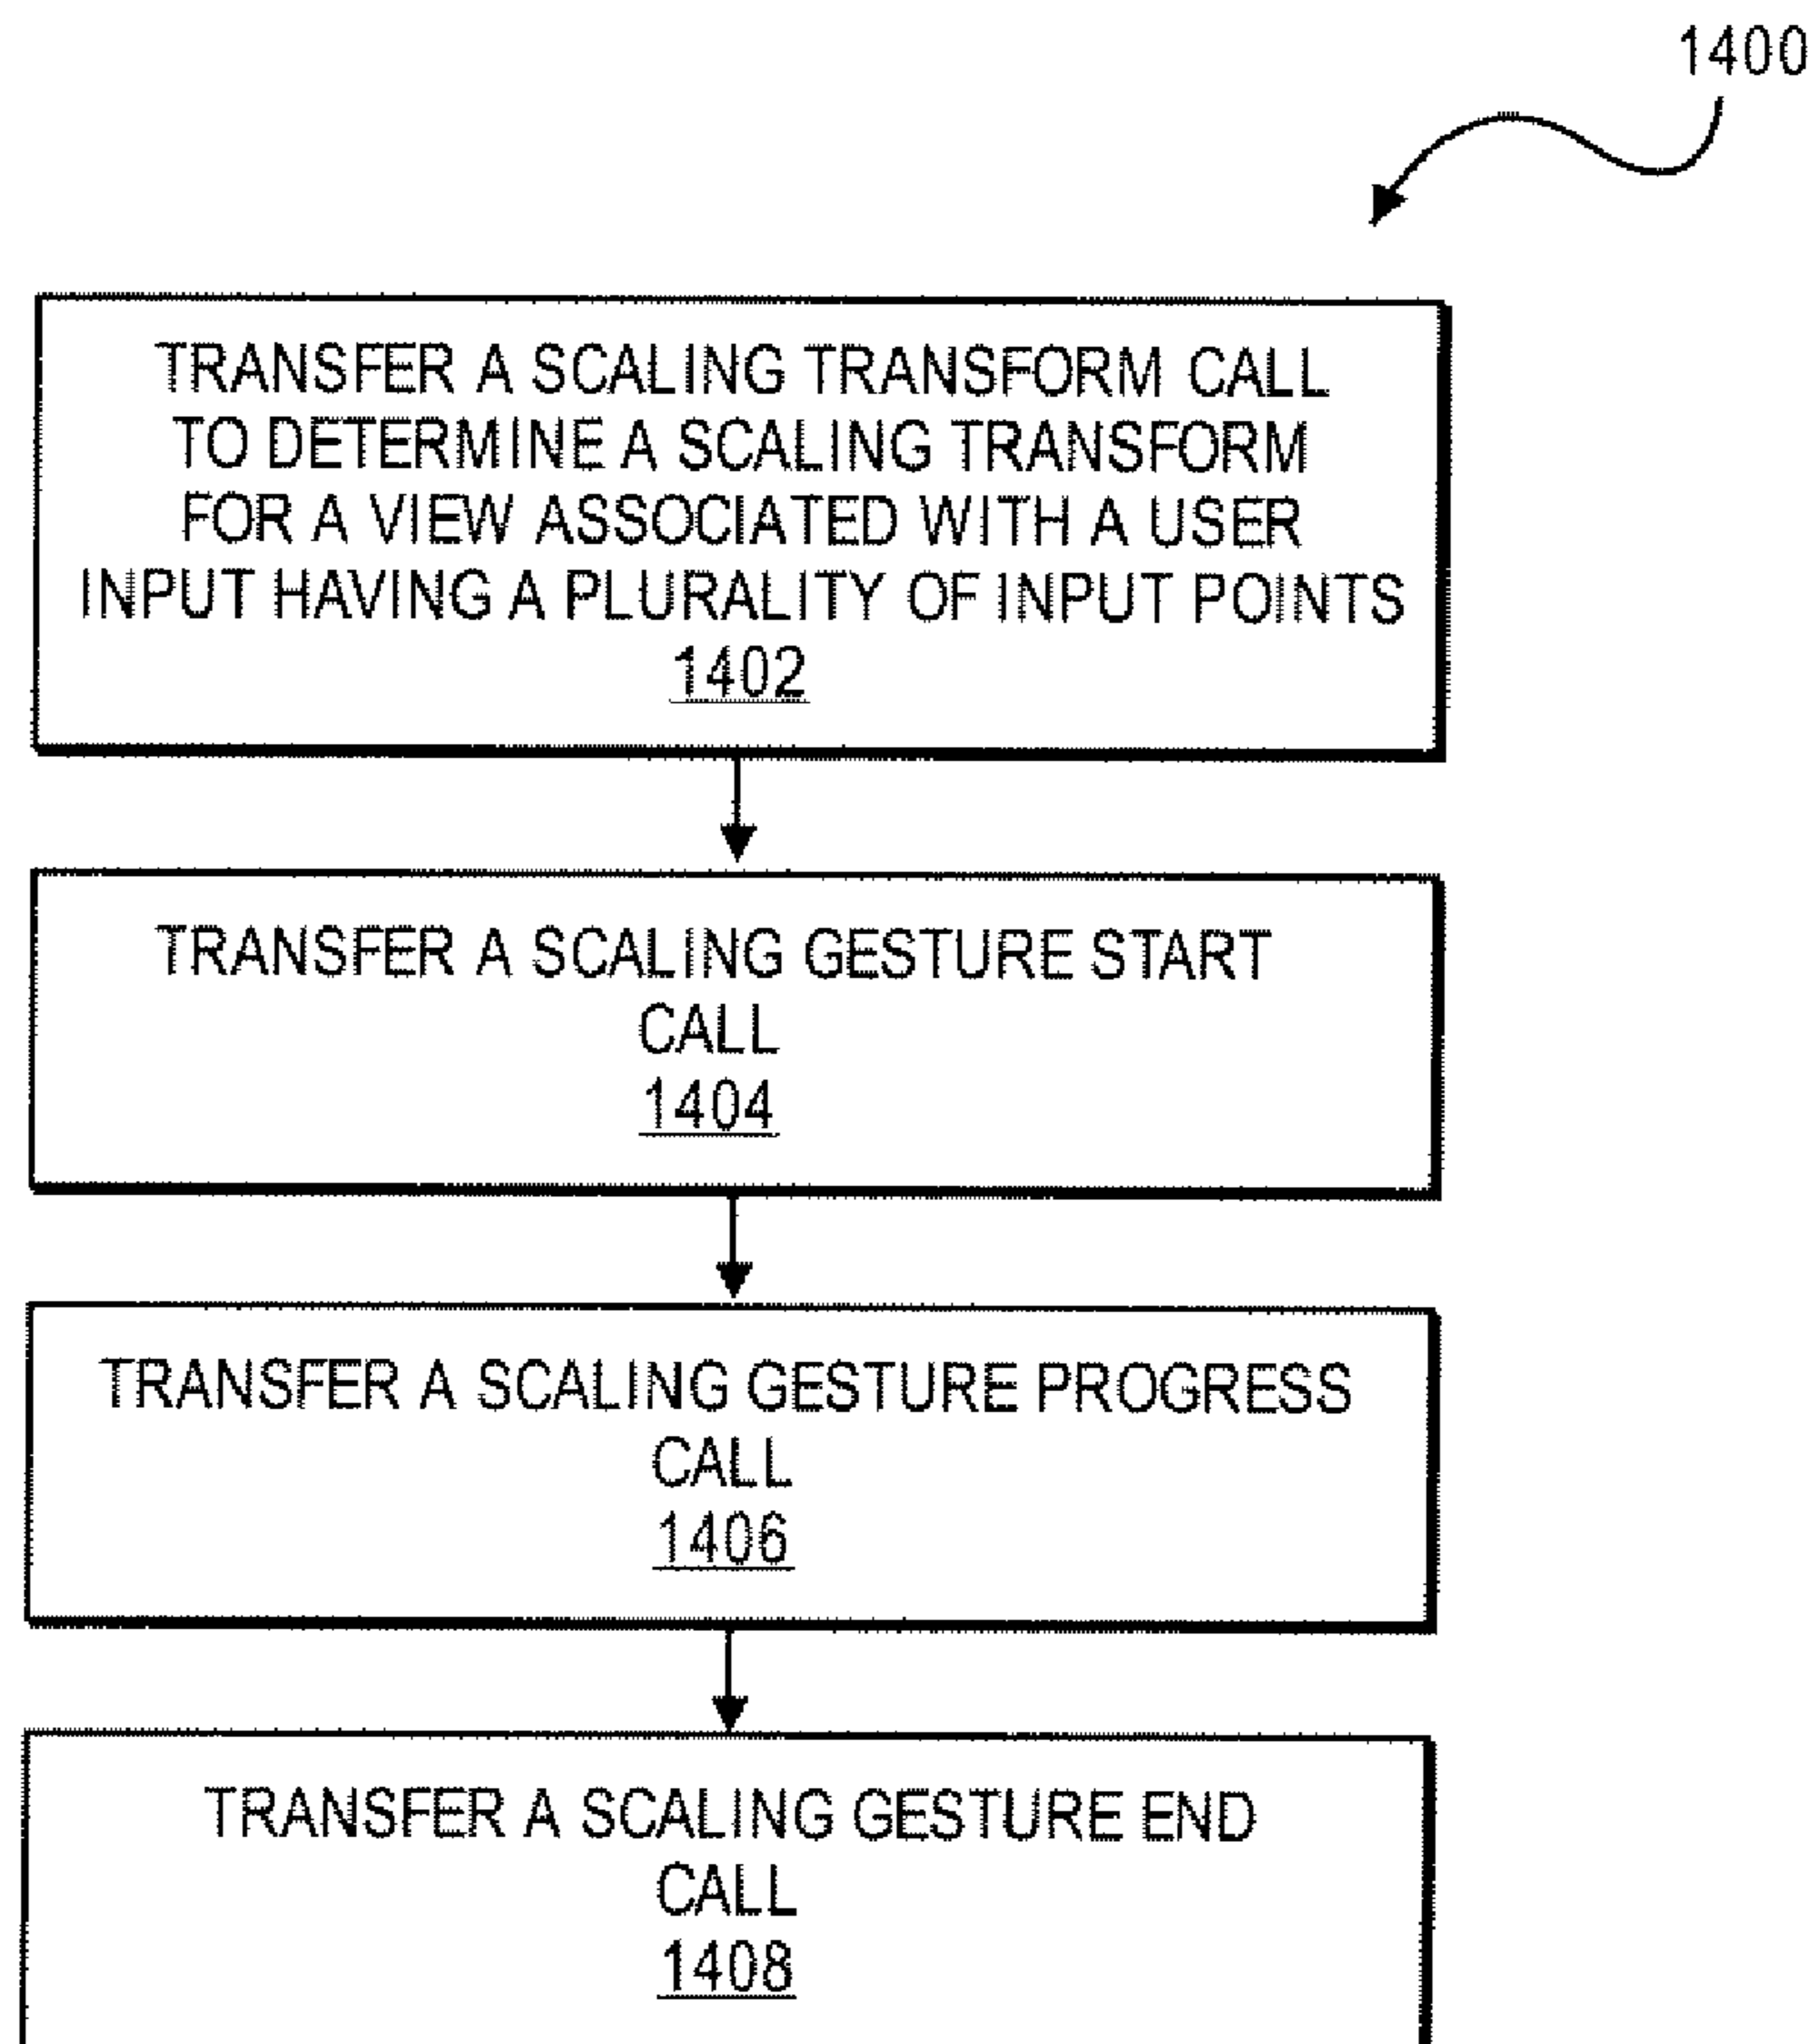 1400
TRANSFER A SCALING TRANSFORM CALL
TO DETERMINE A SCALING TRANSFORM
FOR A VIEW ASSOCIATED WITH A USER
INPUT HAVING A PLURALITY OF INPUT POINTS
1402
TRANSFER A SCALING GESTURE START
CALL
1404
TRANSFER A SCALING GESTURE PROGRESS
CALL
1406
TRANSFER A SCALING GESTURE END
CALL
1408